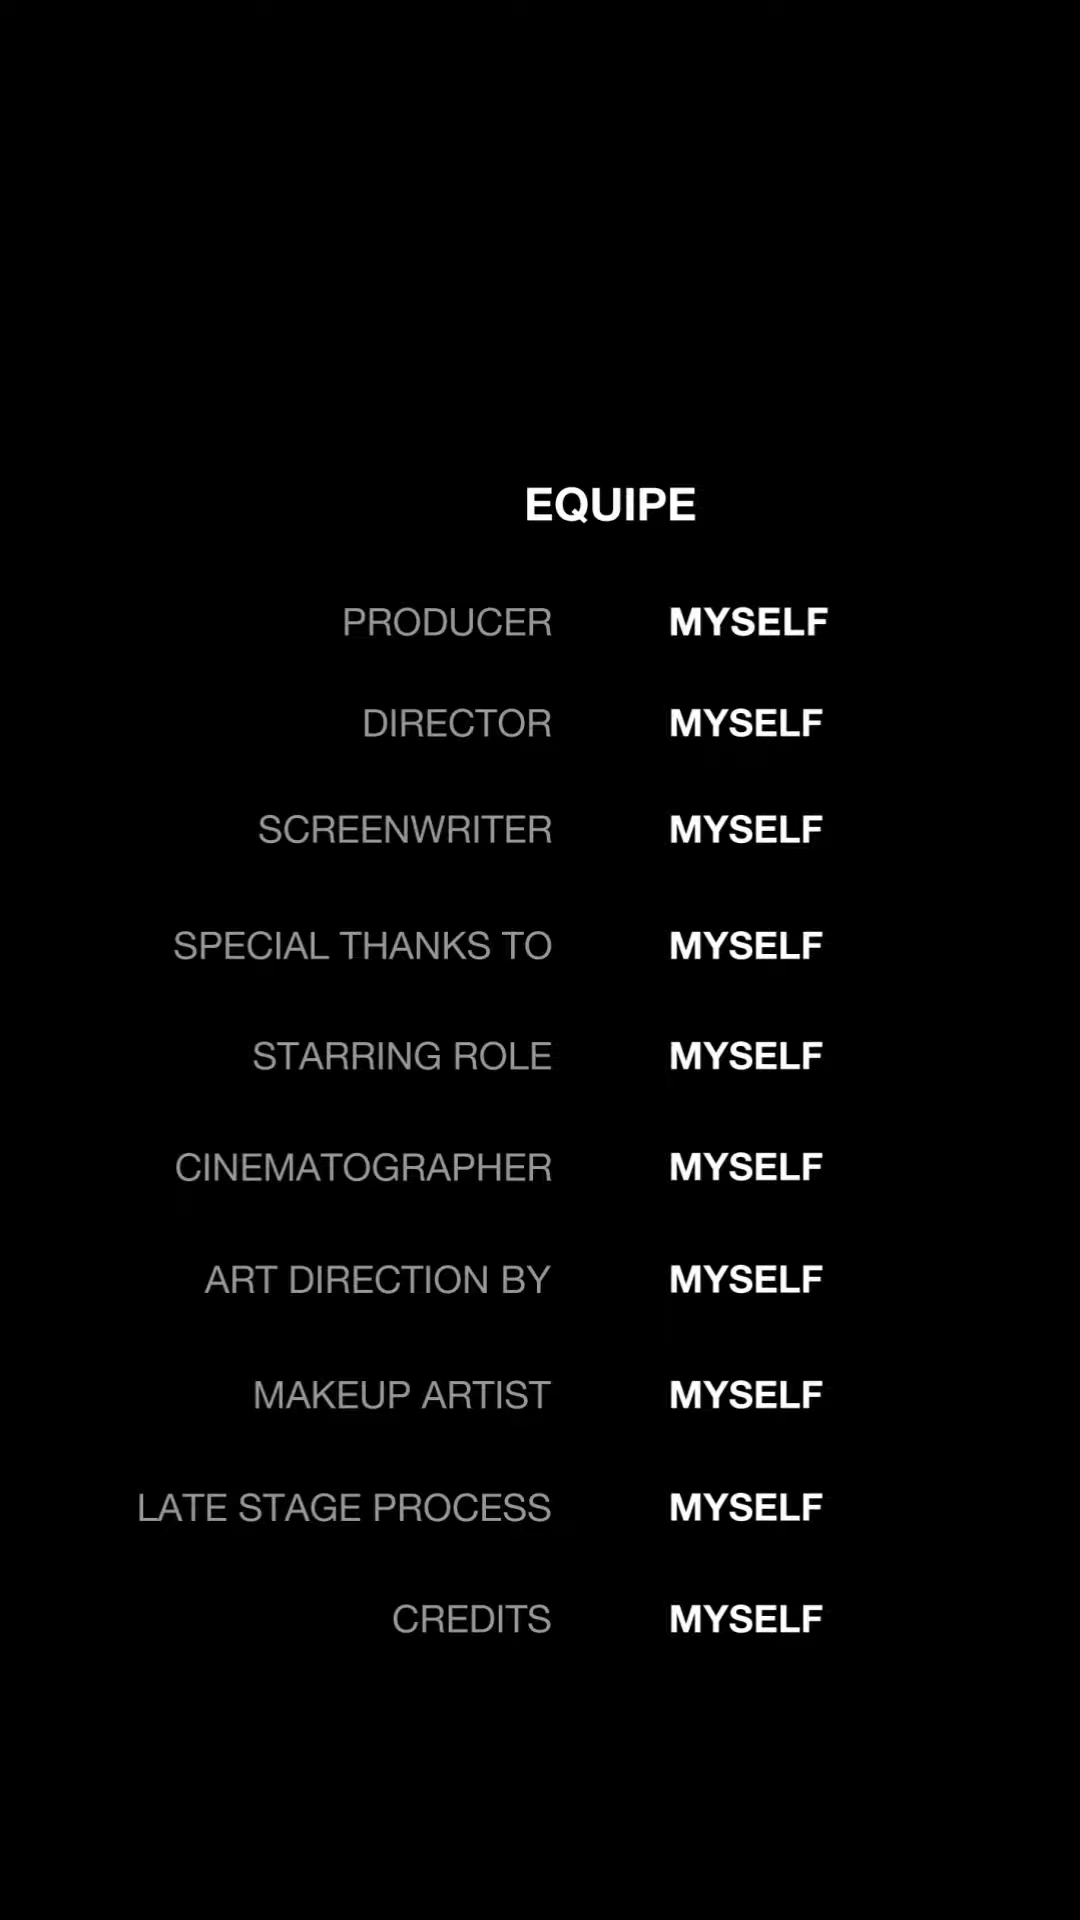 EQUIPE
PRODUCER MYSELF
DIRECTOR MYSELF
SCREENWRITER MYSELF
SPECIAL THANKS TO MYSELF
STARRING ROLE MYSELF
CINEMATOGRAPHER MYSELF
ART DIRECTION BY MYSELF
MAKEUP ARTIST MYSELF
LATE STAGE PROCESS MYSELF
CREDITS MYSELF